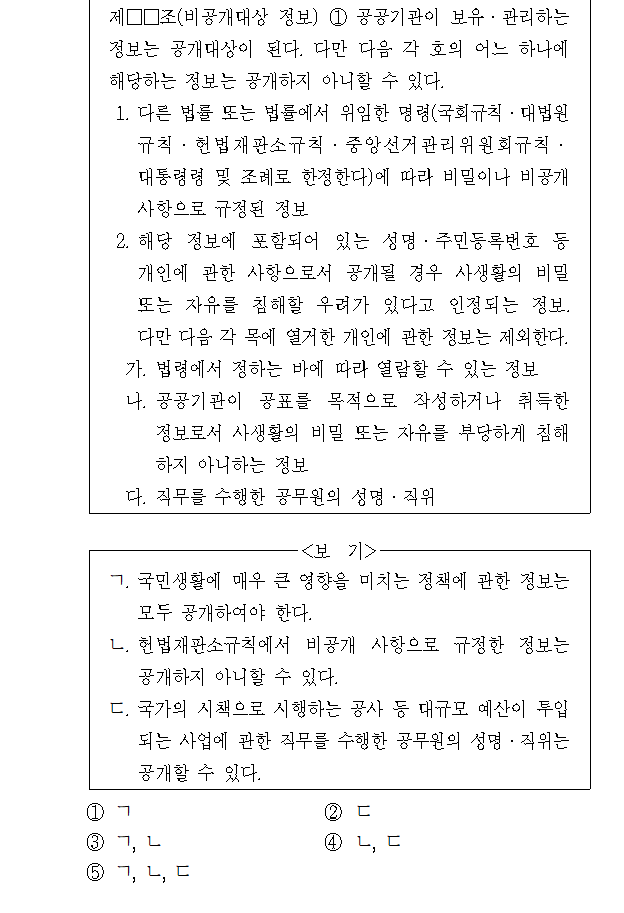 제□□조(비공개대상 정보) ① 공공기관이 보유·관리하는
정보는 공개대상이 된다. 다만 다음 각 호의 어느 하나에
해당하는 정보는 공개하지 아니할 수 있다.
1. 다른 법률 또는 법률에서 위임한 명령(국회규칙·대법원
규칙·헌법재판소규칙·중앙선거관리위원회규칙·
대통령령 및 조례로 한정한다)에 따라 비밀이나 비공개
사항으로 규정된 정보
2. 해당 정보에 포함되어 있는 성명·주민등록번호 등
개인에 관한 사항으로서 공개될 경우 사생활의 비밀
또는 자유를 침해할 우려가 있다고 인정되는 정보.
다만 다음 각 목에 열거한 개인에 관한 정보는 제외한다.
가. 법령에서 정하는 바에 따라 열람할 수 있는 정보
나. 공공기관이 공표를 목적으로 작성하거나 취득한
정보로서 사생활의 비밀 또는 자유를 부당하게 침해
하지 아니하는 정보
다. 직무를 수행한 공무원의 성명·직위
<보 기>
ㄱ. 국민생활에 매우 큰 영향을 미치는 정책에 관한 정보는
모두 공개하여야 한다.
ㄴ. 헌법재판소규칙에서 비공개 사항으로 규정한 정보는
공개하지 아니할 수 있다.
ㄷ. 국가의 시책으로 시행하는 공사 등 대규모 예산이 투입
되는 사업에 관한 직무를 수행한 공무원의 성명·직위는
공개할 수 있다.
① ㄱ ② ㄷ
③ ㄱ, ㄴ ④ ㄴ, ㄷ
⑤ ㄱ, ㄴ, ㄷ